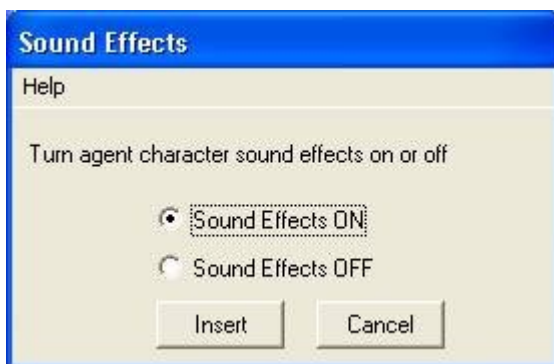 Sound Effects
Help
Turn agent character sound effects on or off
Sound Effects ON
Sound Effects OFF
Insert Cancel